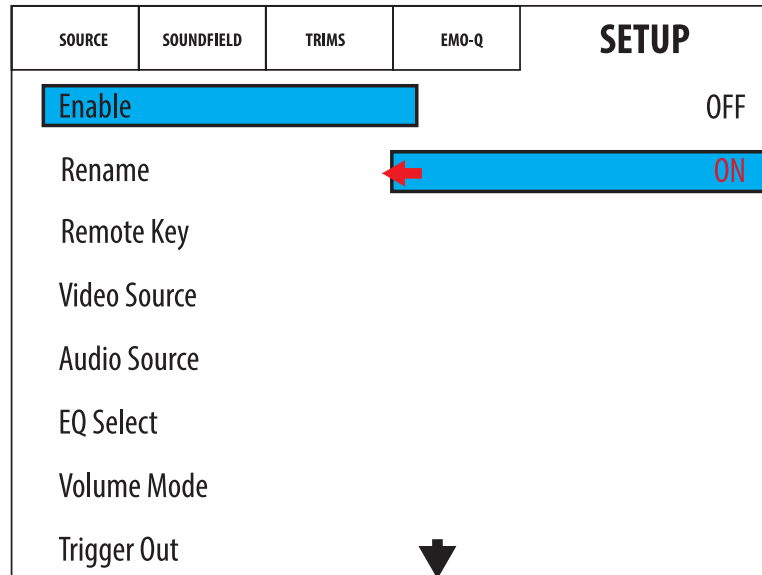 SOURCE SOUNDFIELD TRIMS EMO-Q SETUP
Enable OFF
Rename ON
Remote Key
Video Source
Audio Source
EQ Select
Volume Mode
Trigger Out